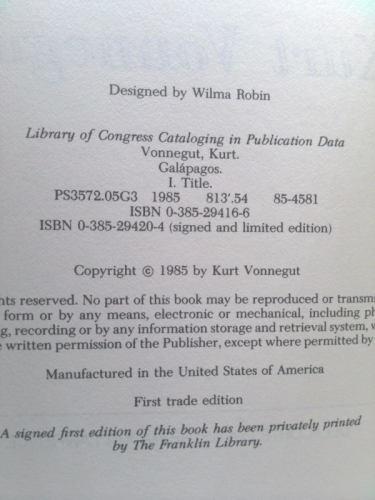 Designed by Wilma Robin
Library of Congress Cataloging in Publication Data
Vonnegut, Kurt.
Galápagos.
I. Title.
PS3572.05G3 1985 813'.54 85-4581
ISBN 0-385-29416-6
ISBN 0-385-29420-4 (signed and limited edition)
Copyright © 1985 by Kurt Vonnegut
hts reserved. No part of this book may be reproduced or transm
form or by any means, electronic or mechanical, including ph
g, recording or by any information storage and retrieval system, w
written permission of the Publisher, except where permitted by
Manufactured in the United States of America
First trade edition
A signed first edition of this book has been privately printed
by The Franklin Library.